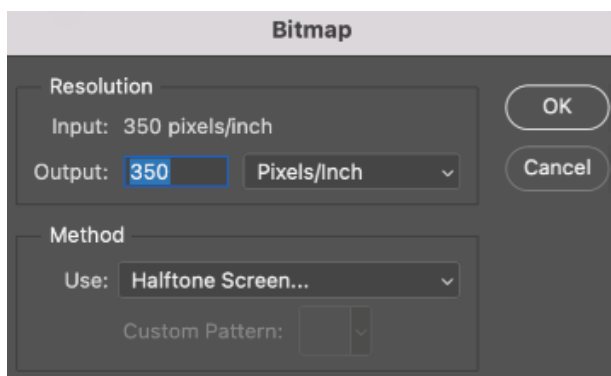 Bitmap
Resolution
Input: 350 pixels/inch
Output: 350 Pixels/Inch
OK
Cancel
Method
Use: Halftone Screen...
Custom Pattern: